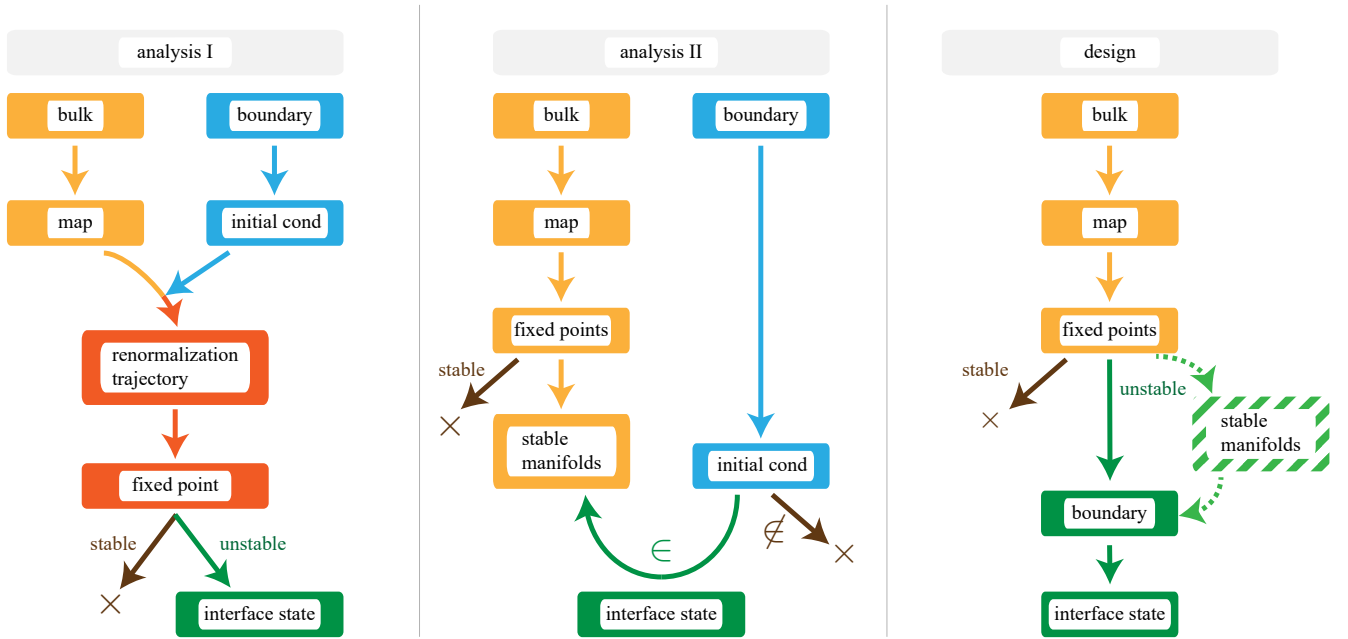 analysis I
bulk
boundary
map
initial cond
renormalization
trajectory
fixed point
stable
unstable
×
interface state
analysis II
bulk
boundary
map
fixed points
stable
×
stable
manifolds
initial cond
∈
∉
×
interface state
design
bulk
map
fixed points
stable
unstable
×
stable
manifolds
boundary
interface state